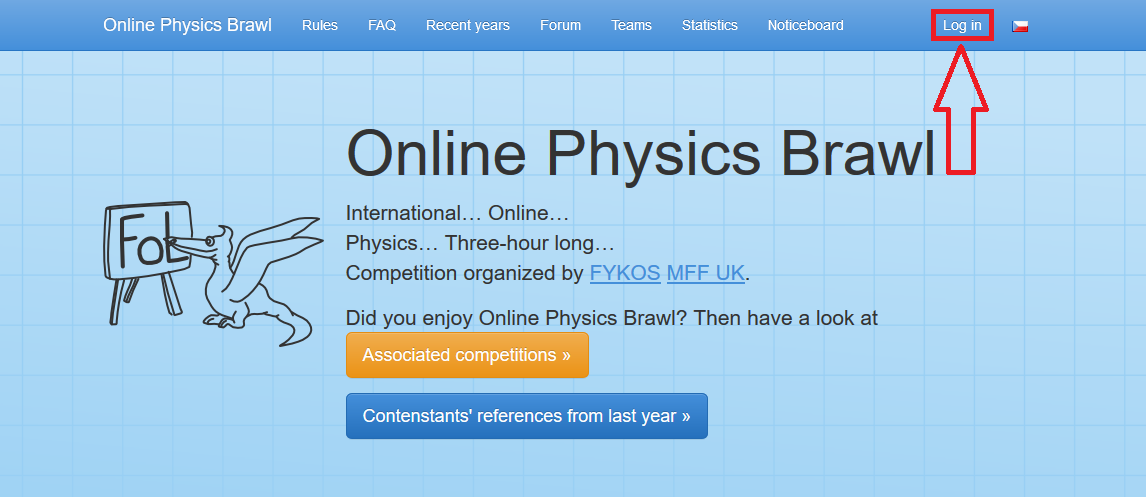 Online Physics Brawl Rules FAQ Recent years Forum Teams Statistics Noticeboard Log in
Online Physics Brawl
International… Online…
Physics… Three-hour long…
Competition organized by FYKOS MFF UK.
FoL
Did you enjoy Online Physics Brawl? Then have a look at
Associated competitions »
Contenstants' references from last year »